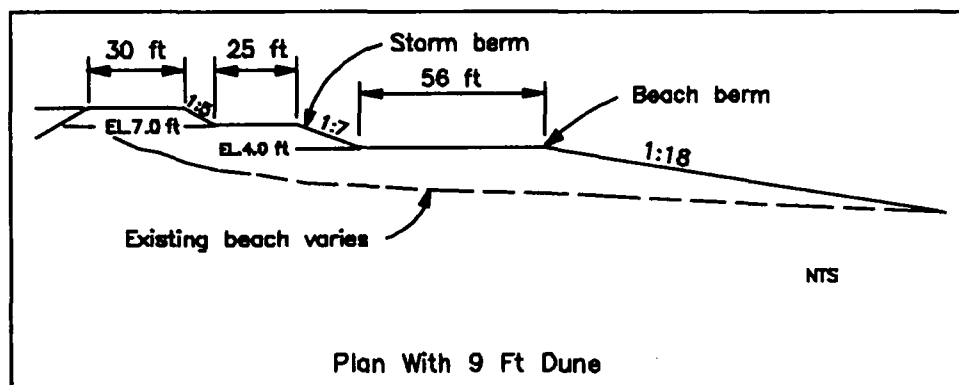 30 ft
25 ft
Storm berm
56 ft
Beach berm
1:5
EL.7.0 ft
1:7
EL.4.0 ft
1:18
Existing beach varies
NTS
Plan With 9 Ft Dune